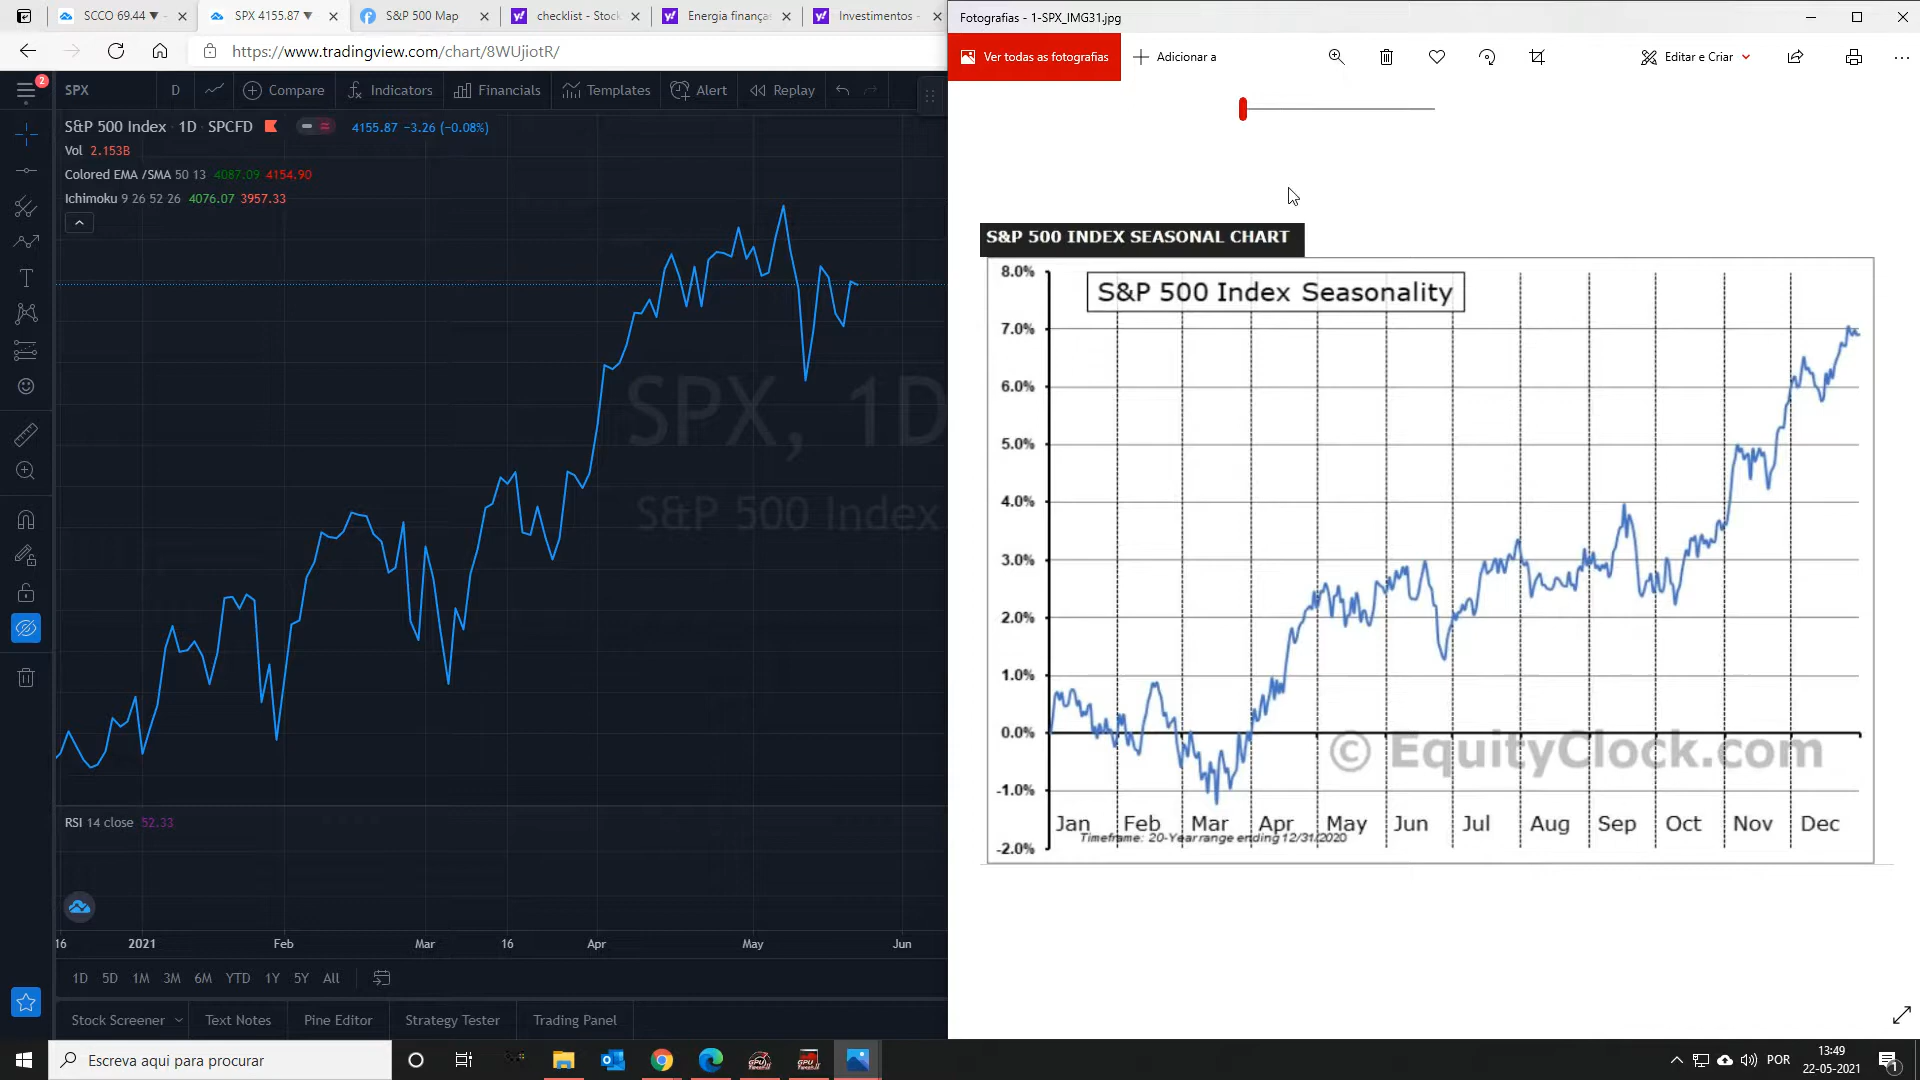 SCCO 69.44 ▼
SPX 4155.87 ▼
S&P 500 Map
checklist - Stock
Energia finanças
Investimentos -
https://www.tradingview.com/chart/8WUjiotR/
2
SPX
D
Compare
Indicators
Financials
Templates
Alert
Replay
S&P 500 Index 1D SPCFD
4155.87 −3.26 (−0.08%)
Vol 2.153B
Colored EMA /SMA 50 13 4087.09 4154.90
Ichimoku 9 26 52 26 4076.07 3957.33
SPX, 1D
S&P 500 Index
RSI 14 close 52.33
16
2021
Feb
Mar
16
Apr
May
Jun
1D
5D
1M
3M
6M
YTD
1Y
5Y
All
Stock Screener
Text Notes
Pine Editor
Strategy Tester
Trading Panel
Fotografias - 1-SPX_IMG31.jpg
Ver todas as fotografias
Adicionar a
Editar e Criar
S&P 500 INDEX SEASONAL CHART
S&P 500 Index Seasonality
8.0%
7.0%
6.0%
5.0%
4.0%
3.0%
2.0%
1.0%
0.0%
-1.0%
-2.0%
© EquityClock.com
Jan
Feb
Mar
Apr
May
Jun
Jul
Aug
Sep
Oct
Nov
Dec
Timeframe: 20-Year range ending 12/31/2020
Escreva aqui para procurar
POR
13:49
22-05-2021
1